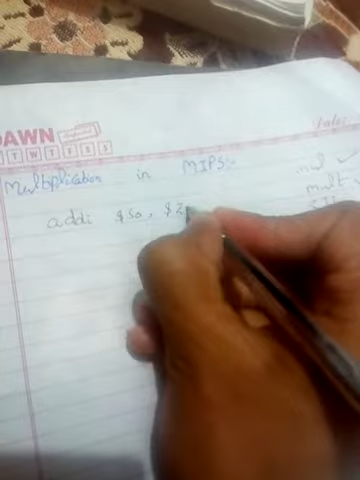 DAWN
M T W T F S S
Multiplication in MIPS:-
mul ✓
mult ✓
addi $s0, $z